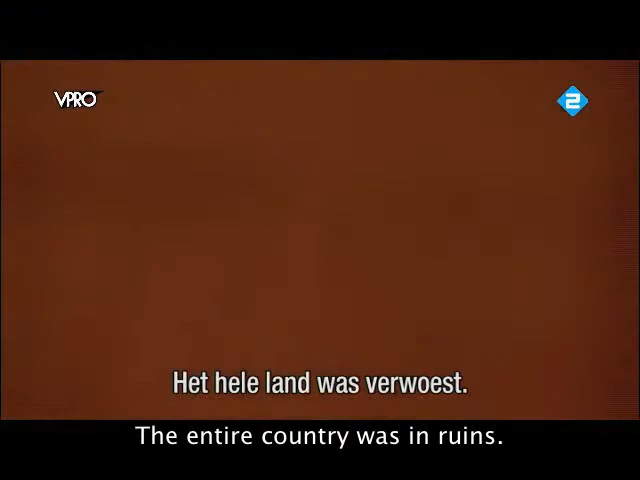 VPRO
2
Het hele land was verwoest.
The entire country was in ruins.